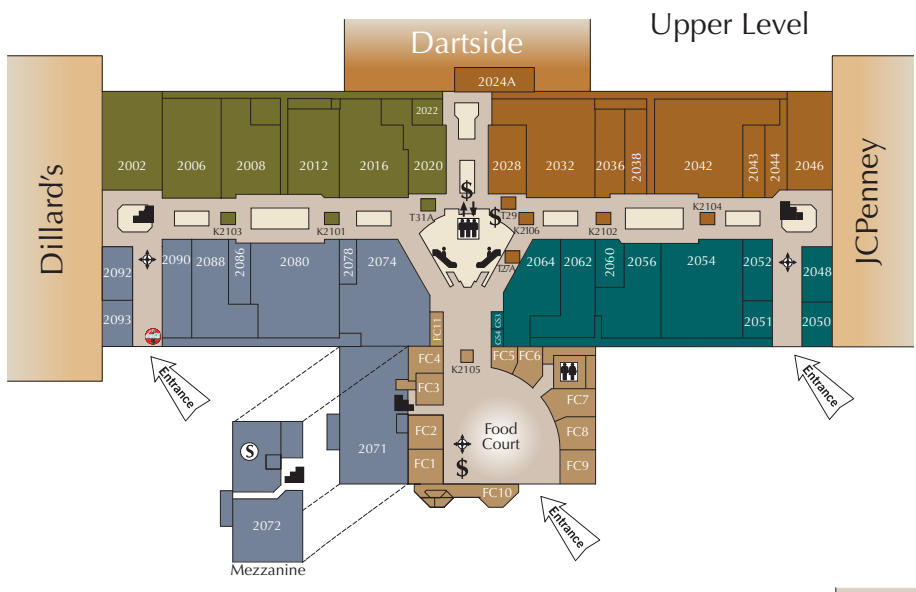 Upper Level
Dartside
2024A
Dillard's
JCPenney
2022
2002
2006
2008
2012
2016
2020
2028
2032
2036
2038
2042
2043
2044
2046
$
$
T31A
T29
K2103
K2101
K2106
K2102
K2104
T27A
2092
2090
2088
2086
2080
2078
2074
2064
2062
2060
2056
2054
2052
2048
2093
2051
2050
FC11
GS3
GS4
FC4
K2105
FC5
FC6
FC3
FC7
Entrance
Entrance
FC2
Food
Court
FC8
2071
S
FC1
$
FC9
FC10
Entrance
2072
Mezzanine